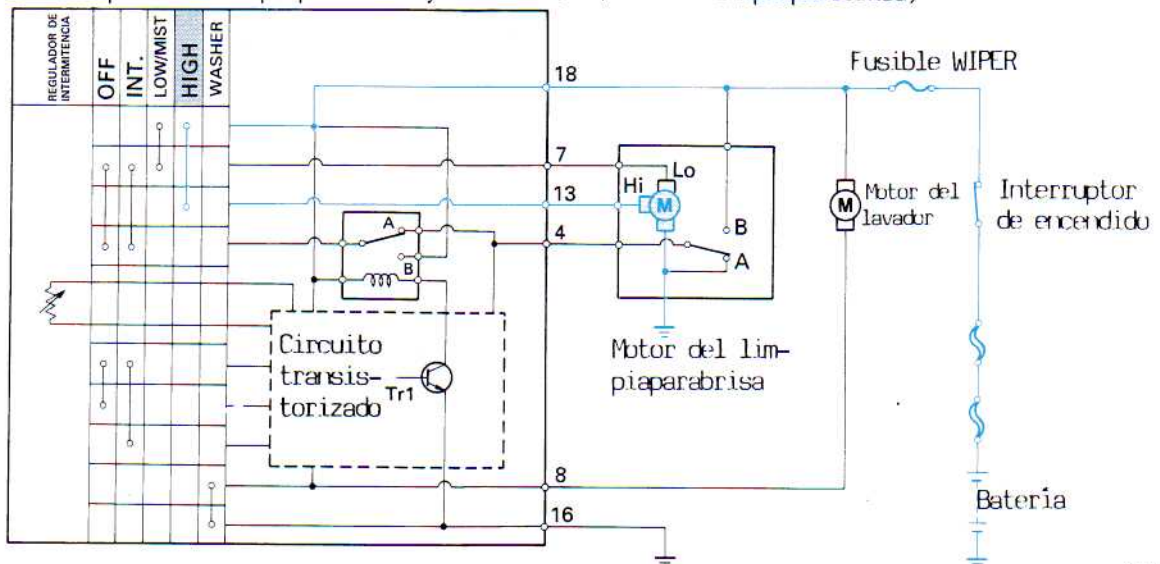 REGULADOR DE
INTERMITENCIA
OFF
INT.
LOW/MIST
HIGH
WASHER
18
7
13
4
8
16
A
B
Circuito
transis-
torizado
Tr1
Hi
Lo
M
B
A
Motor del lim-
piaparabrisa
M
Motor del
lavador
Fusible WIPER
Interruptor
de encendido
Batería